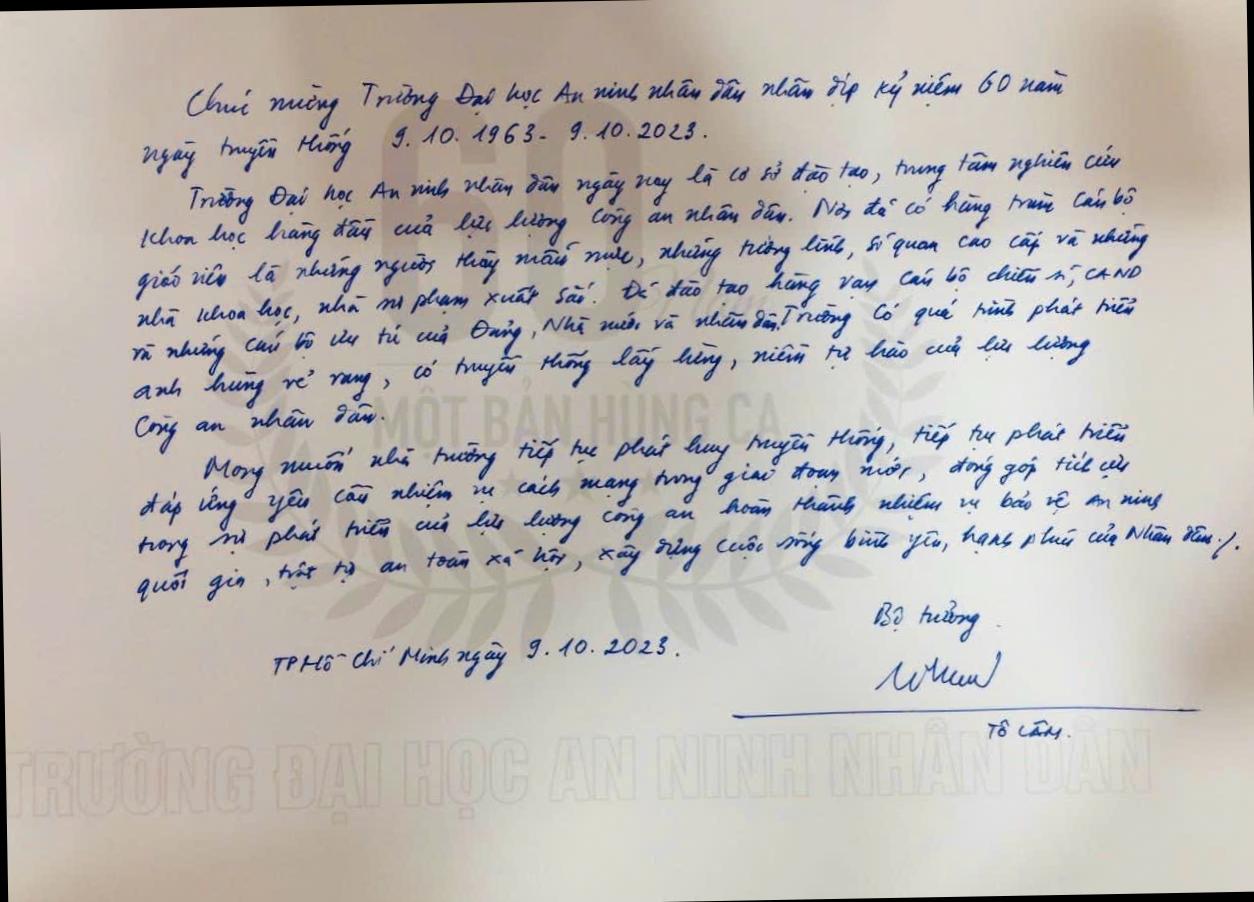 Chúc mừng Trường Đại học An ninh nhân dân nhân dịp kỷ niệm 60 năm
ngày truyền thống 9.10.1963 - 9.10.2023.
Trường Đại học An ninh nhân dân ngày nay là cơ sở đào tạo, trung tâm nghiên cứu
khoa học hàng đầu của lực lượng Công an nhân dân. Nơi đã có hàng trăm cán bộ
giáo viên là những người thầy mẫu mực, những tướng lĩnh, sĩ quan cao cấp và những
nhà khoa học, nhà sư phạm xuất sắc. Đã đào tạo hàng vạn cán bộ chiến sĩ, CAND
và những cán bộ ưu tú của Đảng, Nhà nước và nhân dân. Trường có quá trình phát triển
anh hùng vẻ vang, có truyền thống lẫy lừng, niềm tự hào của lực lượng
Công an nhân dân.
Mong muốn nhà trường tiếp tục phát huy truyền thống, tiếp tục phát triển
đáp ứng yêu cầu nhiệm vụ cách mạng trong giai đoạn mới, đóng góp tích cực
trong sự phát triển của lực lượng công an hoàn thành nhiệm vụ bảo vệ An ninh
quốc gia, trật tự an toàn xã hội, xây dựng cuộc sống bình yên, hạnh phúc của Nhân dân./.
Bộ trưởng
TP Hồ Chí Minh ngày 9.10.2023.
Tô Lâm.
60
năm
MỘT BẢN HÙNG CA
TRƯỜNG ĐẠI HỌC AN NINH NHÂN DÂN